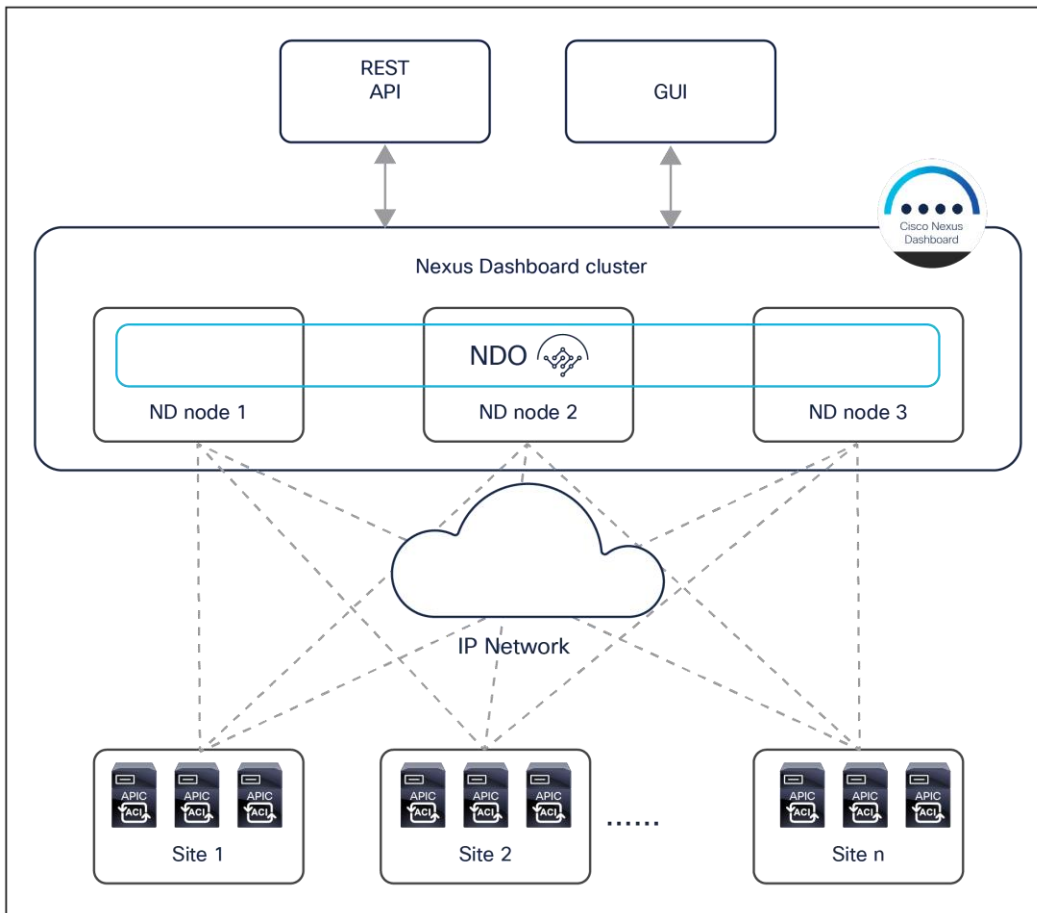 REST
API
GUI
Cisco Nexus
Dashboard
Nexus Dashboard cluster
NDO
ND node 1
ND node 2
ND node 3
IP Network
APIC
ACI
APIC
ACI
APIC
ACI
APIC
ACI
APIC
ACI
APIC
ACI
......
APIC
ACI
APIC
ACI
APIC
ACI
Site 1
Site 2
Site n